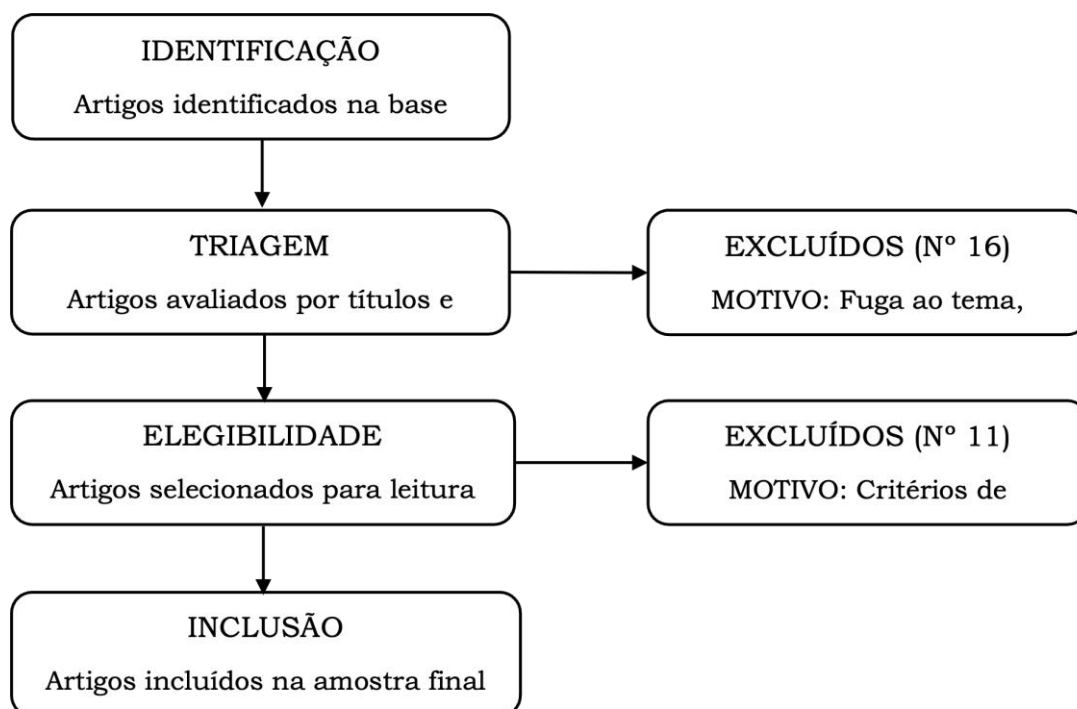 IDENTIFICAÇÃO
Artigos identificados na base
TRIAGEM
Artigos avaliados por títulos e
EXCLUÍDOS (Nº 16)
MOTIVO: Fuga ao tema,
ELEGIBILIDADE
Artigos selecionados para leitura
EXCLUÍDOS (Nº 11)
MOTIVO: Critérios de
INCLUSÃO
Artigos incluídos na amostra final